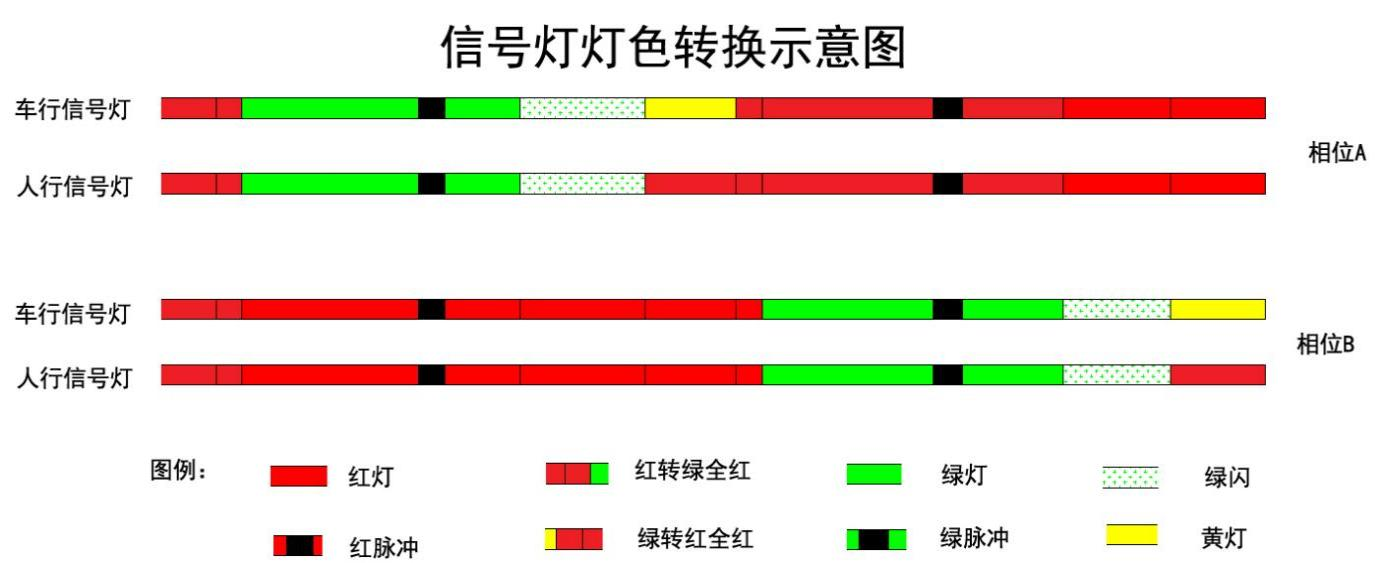 信号灯灯色转换示意图
车行信号灯
相位A
人行信号灯
车行信号灯
相位B
人行信号灯
图例：
红灯
红转绿全红
绿灯
绿闪
红脉冲
绿转红全红
绿脉冲
黄灯